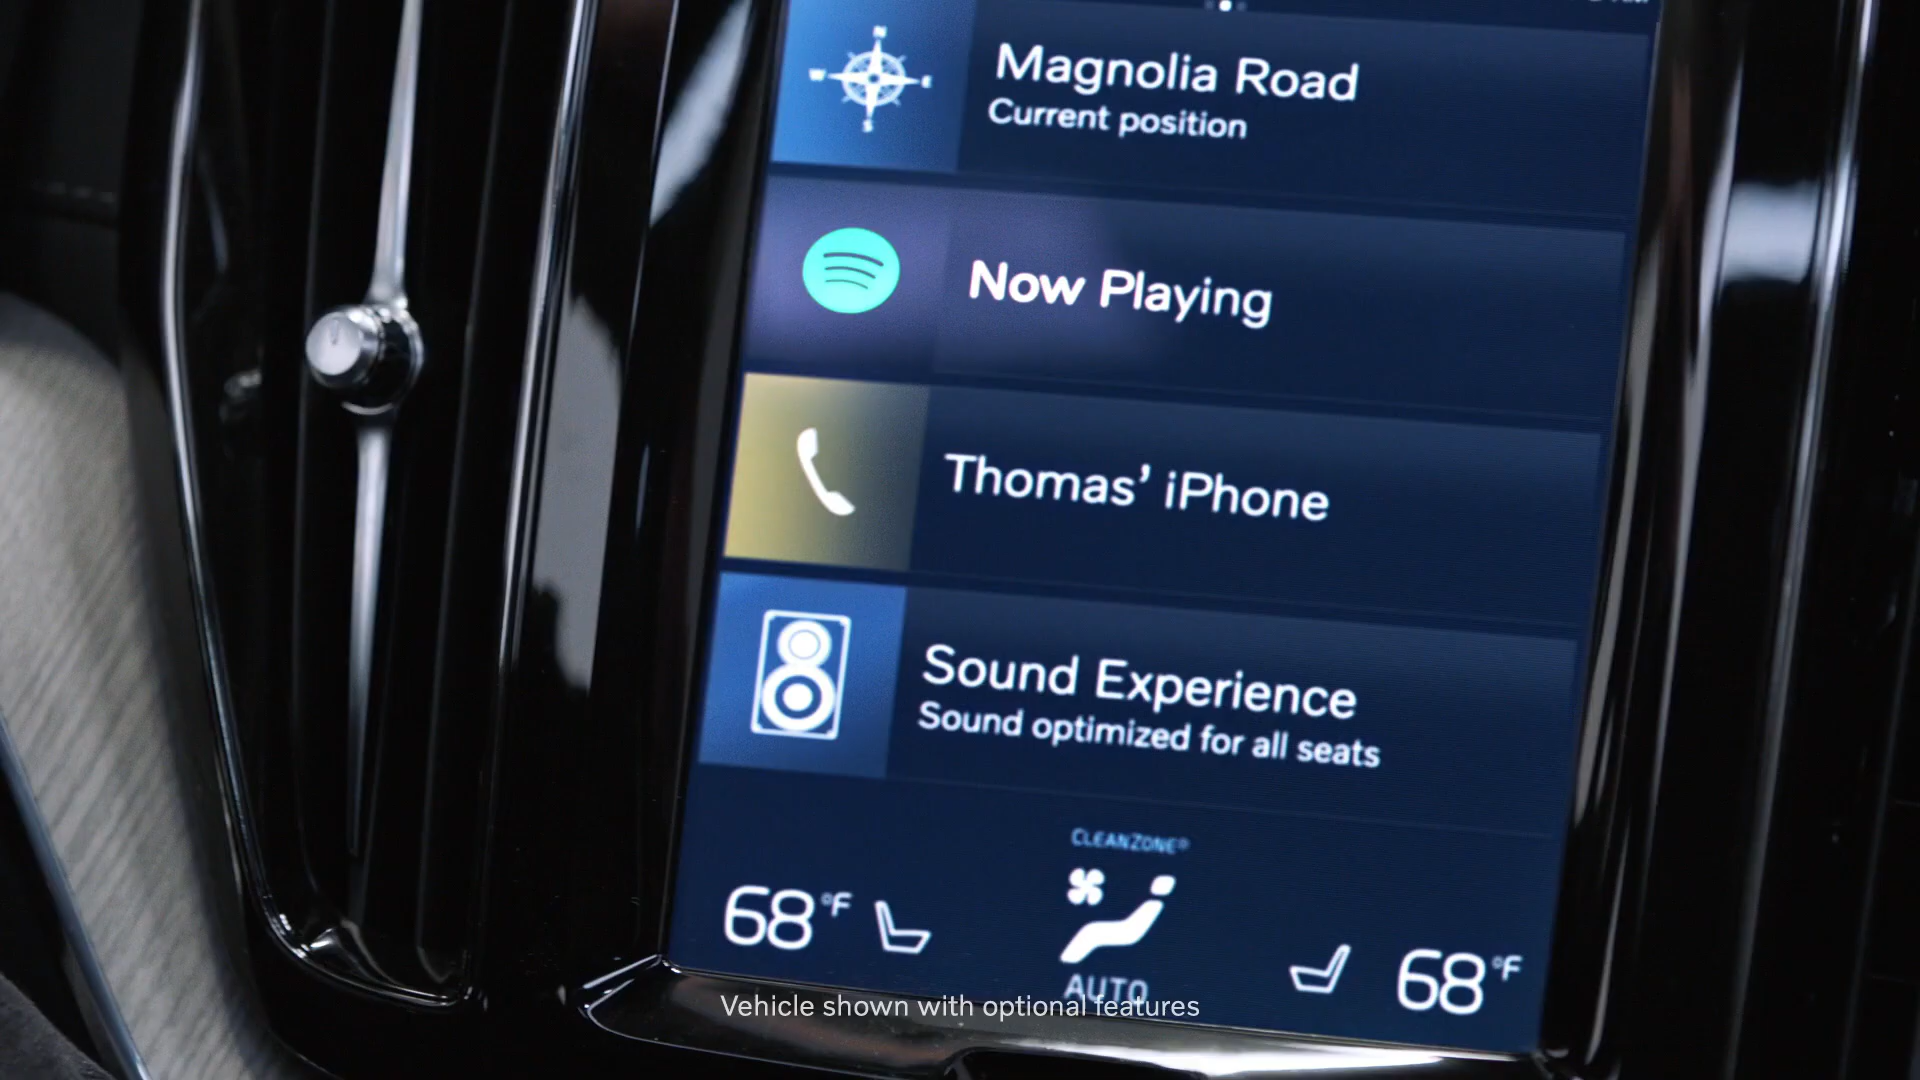 N
W E
S
Magnolia Road
Current position
Now Playing
Thomas’ iPhone
Sound Experience
Sound optimized for all seats
CLEANZONE®
68°F
68°F
AUTO
Vehicle shown with optional features